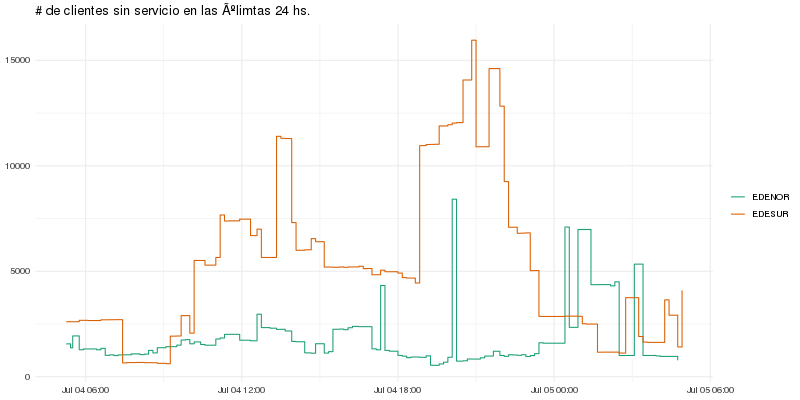 # de clientes sin servicio en las Ãºlimtas 24 hs.
15000
10000
5000
0
Jul 04 06:00
Jul 04 12:00
Jul 04 18:00
Jul 05 00:00
Jul 05 06:00
EDENOR
EDESUR